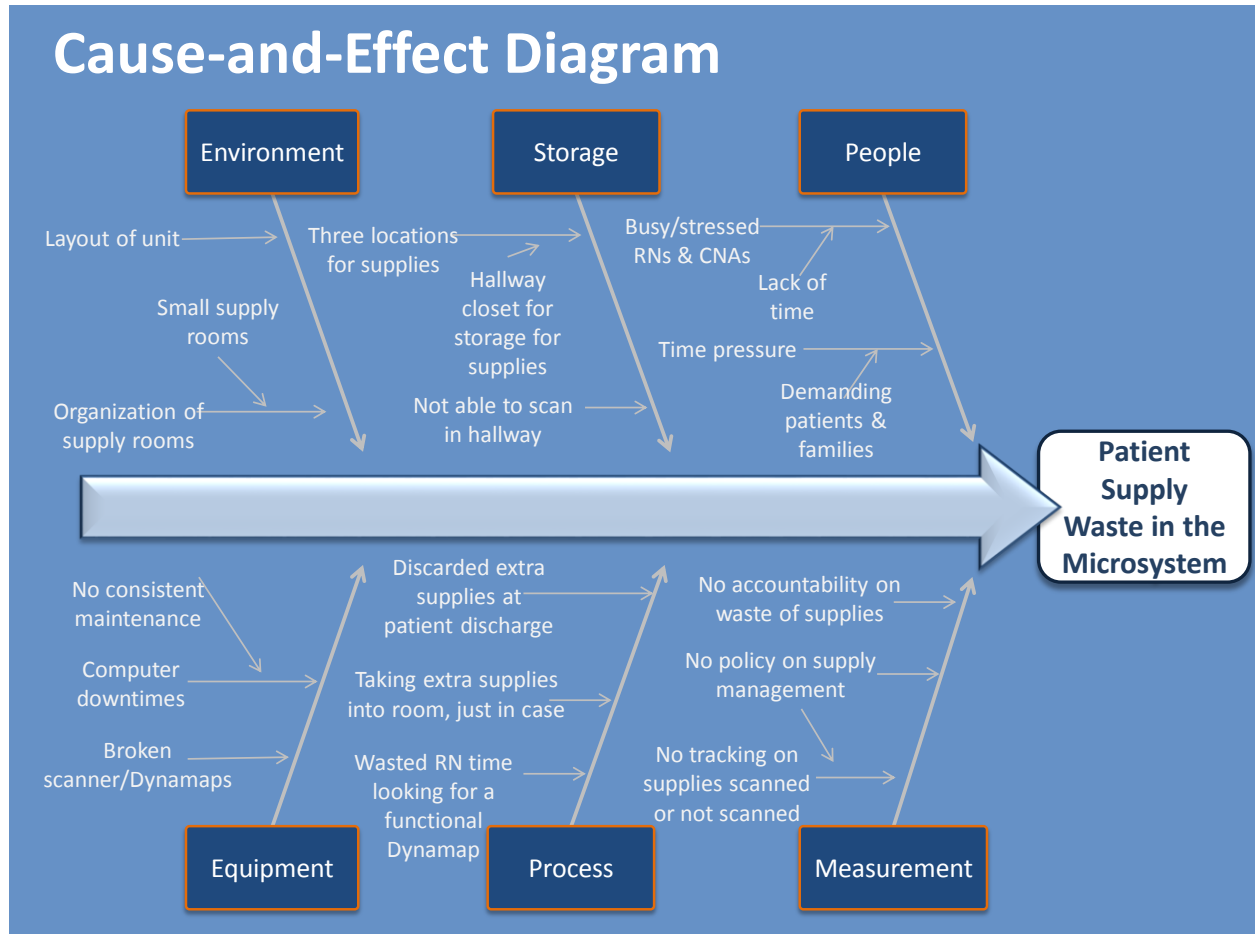 Cause-and-Effect Diagram
Environment
Storage
People
Layout of unit
Small supply
rooms
Organization of
supply rooms
Three locations
for supplies
Hallway
closet for
storage for
supplies
Not able to scan
in hallway
Busy/stressed
RNs & CNAs
Lack of
time
Time pressure
Demanding
patients &
families
Patient
Supply
Waste in the
Microsystem
No consistent
maintenance
Computer
downtimes
Broken
scanner/Dynamaps
Discarded extra
supplies at
patient discharge
Taking extra supplies
into room, just in case
Wasted RN time
looking for a
functional
Dynamap
No accountability on
waste of supplies
No policy on supply
management
No tracking on
supplies scanned
or not scanned
Equipment
Process
Measurement